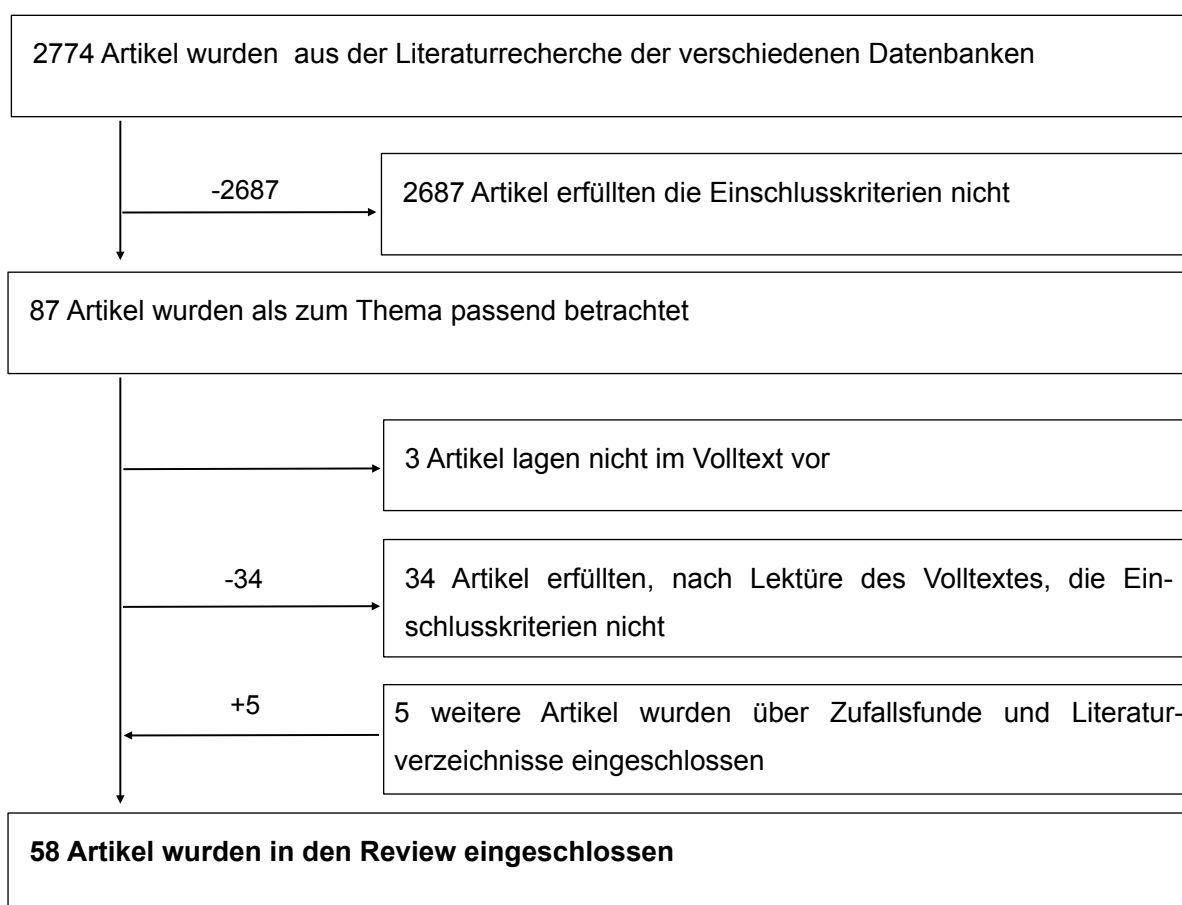 2774 Artikel wurden  aus der Literaturrecherche der verschiedenen Datenbanken
-2687
2687 Artikel erfüllten die Einschlusskriterien nicht
87 Artikel wurden als zum Thema passend betrachtet
3 Artikel lagen nicht im Volltext vor
-34
34 Artikel erfüllten, nach Lektüre des Volltextes, die Ein-
schlusskriterien nicht
+5
5 weitere Artikel wurden über Zufallsfunde und Literatur-
verzeichnisse eingeschlossen
58 Artikel wurden in den Review eingeschlossen